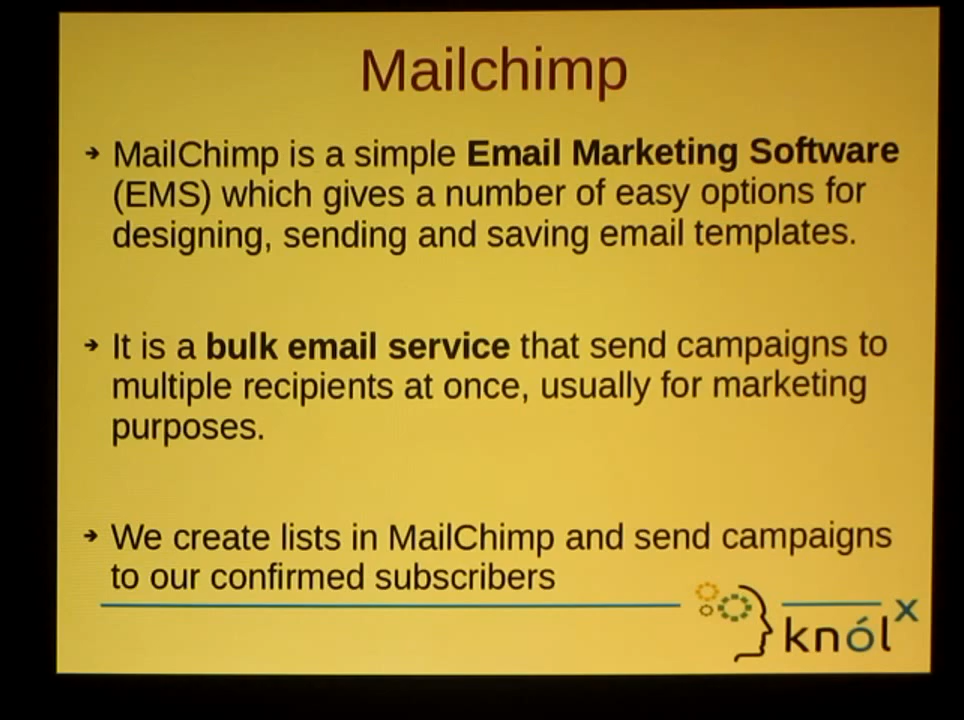 Mailchimp
➔ MailChimp is a simple Email Marketing Software
(EMS) which gives a number of easy options for
designing, sending and saving email templates.
➔ It is a bulk email service that send campaigns to
multiple recipients at once, usually for marketing
purposes.
➔ We create lists in MailChimp and send campaigns
to our confirmed subscribers
knólx